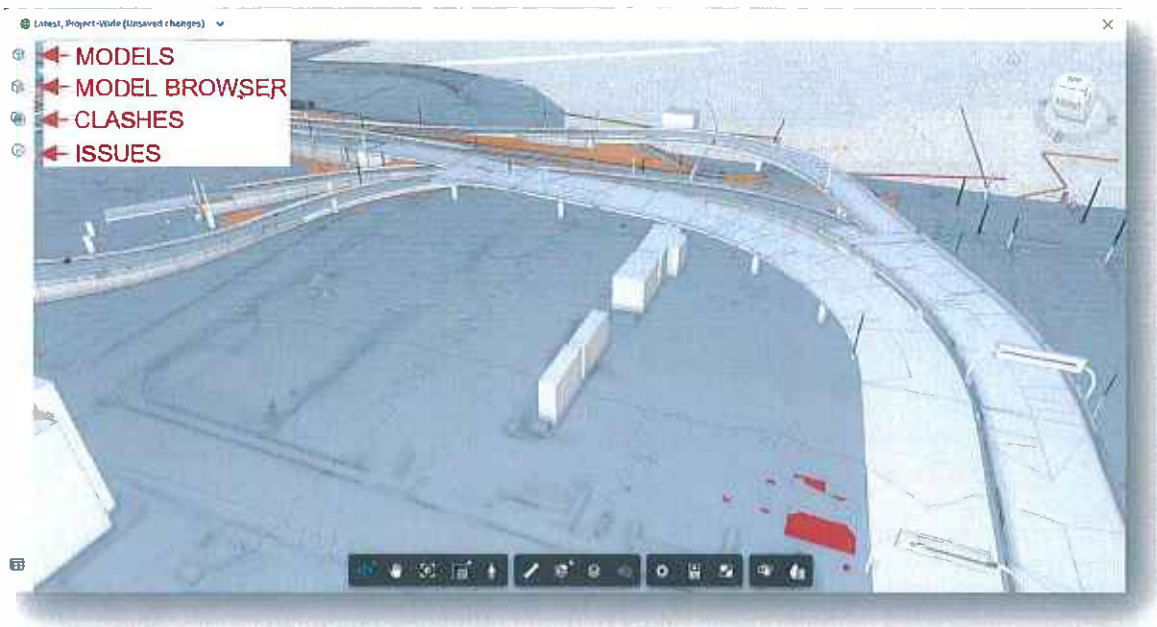 Latest, Project-Wide (Unsaved changes)
MODELS
MODEL BROWSER
CLASHES
ISSUES